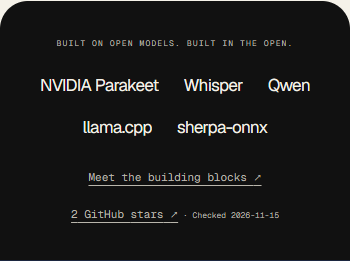 BUILT ON OPEN MODELS. BUILT IN THE OPEN.
NVIDIA Parakeet Whisper Qwen
llama.cpp sherpa-onnx
Meet the building blocks ↗
2 GitHub stars ↗ · Checked 2026-11-15